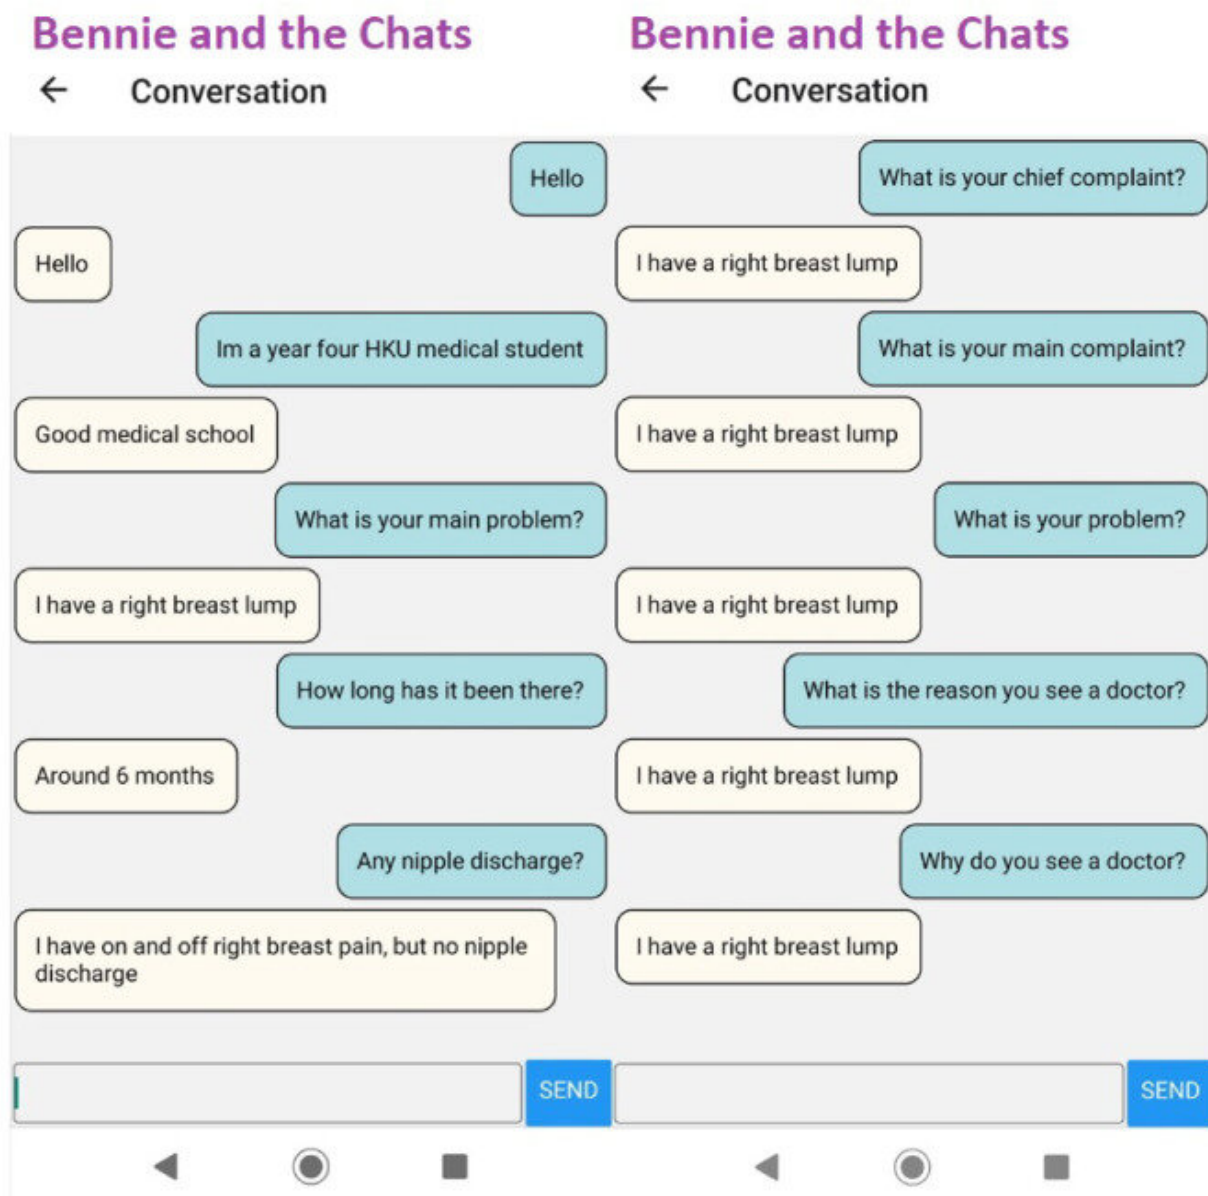 Bennie and the Chats
Conversation
Hello
Hello
Im a year four HKU medical student
Good medical school
What is your main problem?
I have a right breast lump
How long has it been there?
Around 6 months
Any nipple discharge?
I have on and off right breast pain, but no nipple
discharge
SEND
Bennie and the Chats
Conversation
What is your chief complaint?
I have a right breast lump
What is your main complaint?
I have a right breast lump
What is your problem?
I have a right breast lump
What is the reason you see a doctor?
I have a right breast lump
Why do you see a doctor?
I have a right breast lump
SEND